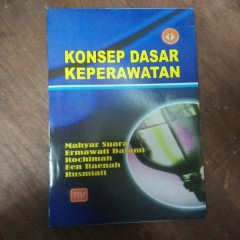 KONSEP DASAR
KEPERAWATAN
Mahyar Suara
Ermawati Dalami
Rochimah
Een Raenah
Rusmiati